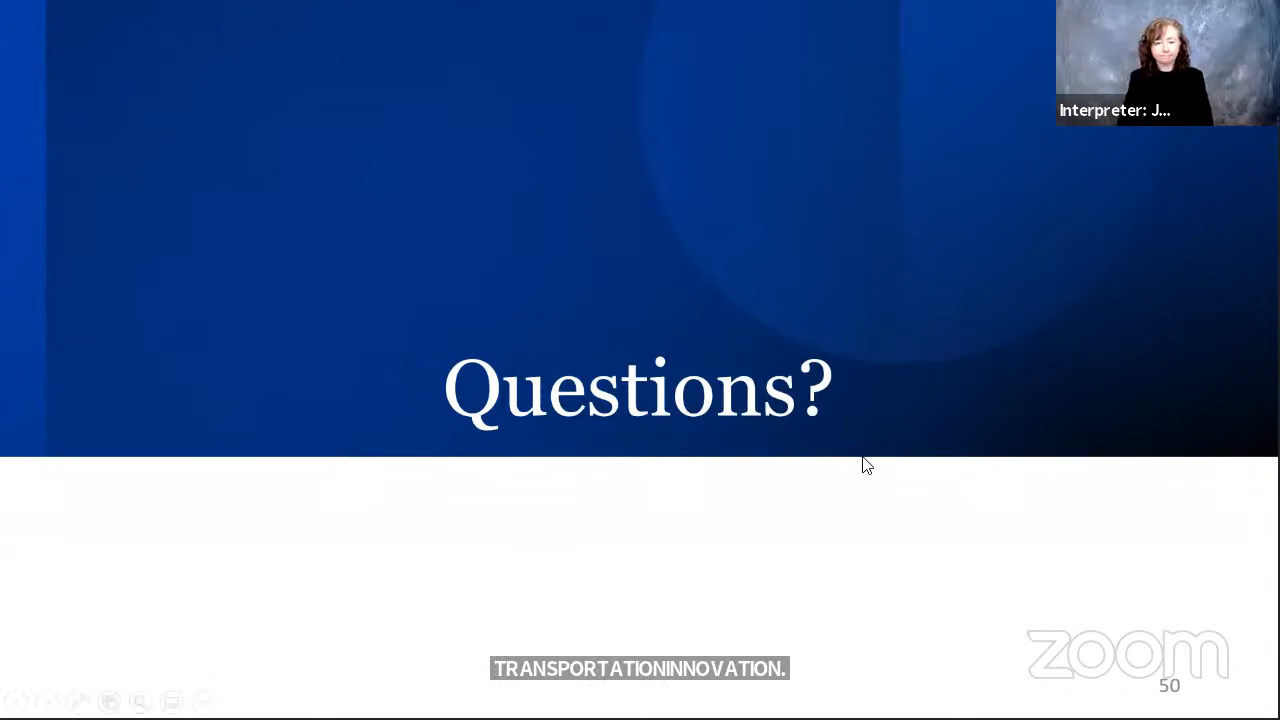 Interpreter: J...
Questions?
TRANSPORTATIONINNOVATION.
zoom
50